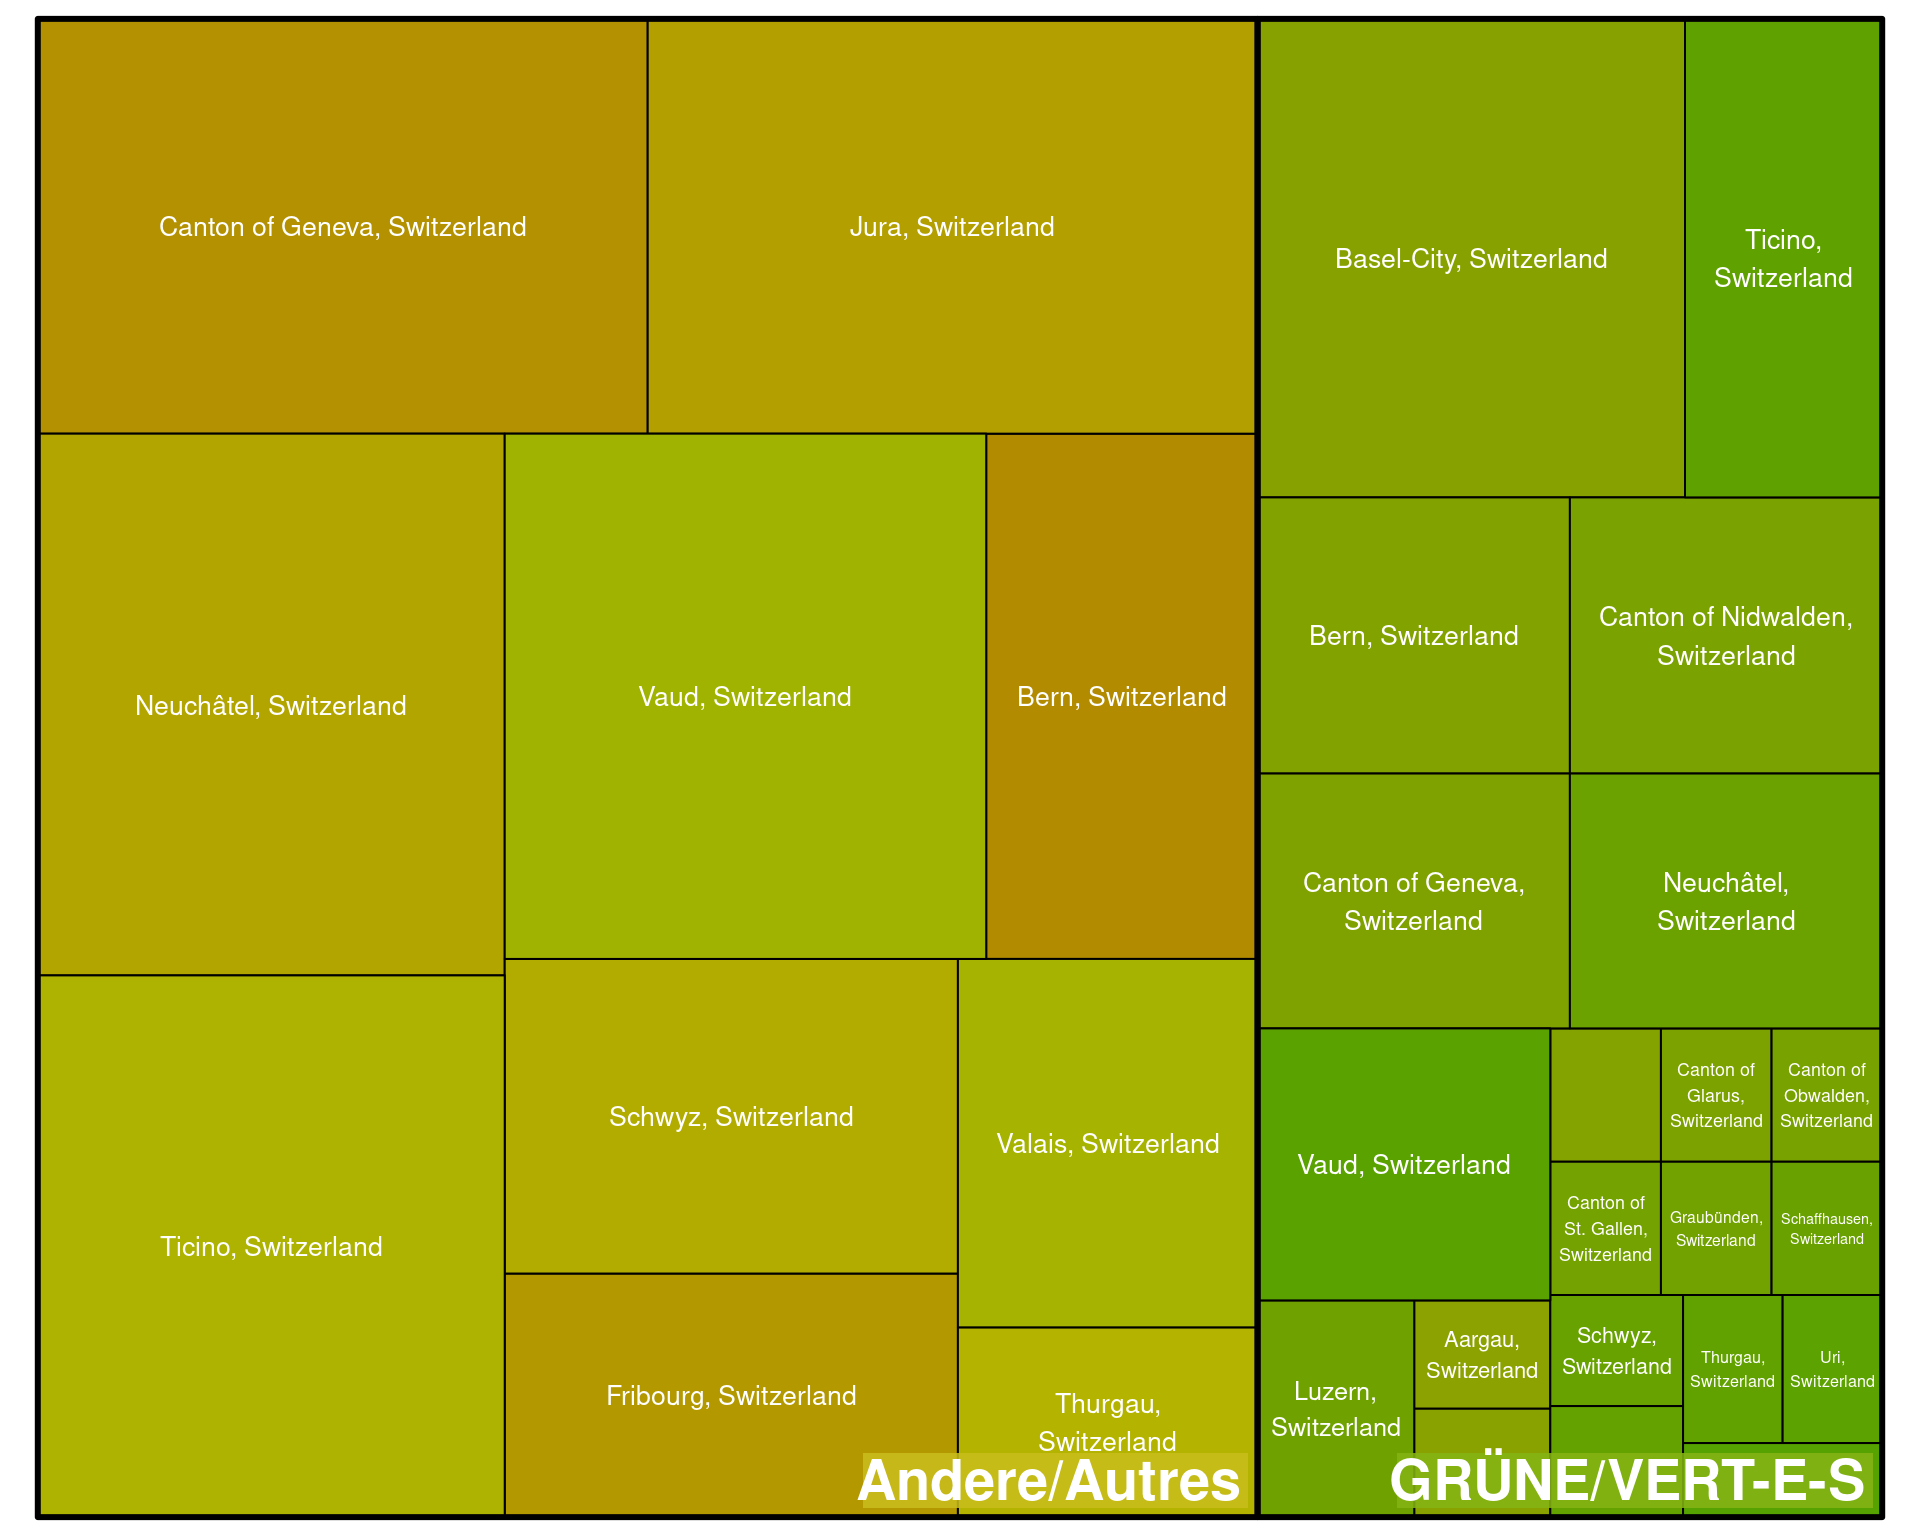 Canton of Geneva, Switzerland
Jura, Switzerland
Neuchâtel, Switzerland
Vaud, Switzerland
Bern, Switzerland
Ticino, Switzerland
Schwyz, Switzerland
Valais, Switzerland
Fribourg, Switzerland
Thurgau,
Switzerland
Andere/Autres
Basel-City, Switzerland
Ticino,
Switzerland
Bern, Switzerland
Canton of Nidwalden,
Switzerland
Canton of Geneva,
Switzerland
Neuchâtel,
Switzerland
Vaud, Switzerland
Canton of
Glarus,
Switzerland
Canton of
Obwalden,
Switzerland
Canton of
St. Gallen,
Switzerland
Graubünden,
Switzerland
Schaffhausen,
Switzerland
Luzern,
Switzerland
Aargau,
Switzerland
Schwyz,
Switzerland
Thurgau,
Switzerland
Uri,
Switzerland
GRÜNE/VERT-E-S